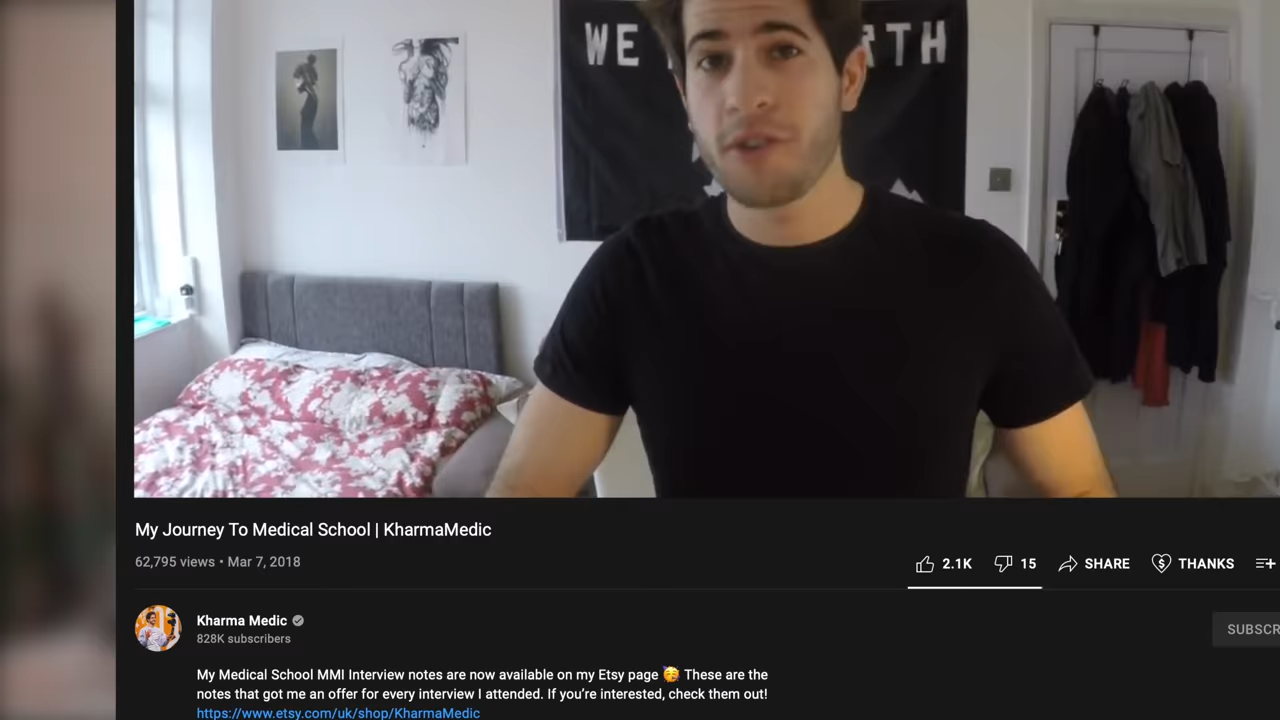 WE
RTH
My Journey To Medical School | KharmaMedic
62,795 views • Mar 7, 2018
2.1K
15
SHARE
THANKS
Kharma Medic
828K subscribers
SUBSCR
My Medical School MMI Interview notes are now available on my Etsy page 🥳 These are the
notes that got me an offer for every interview I attended. If you’re interested, check them out!
https://www.etsy.com/uk/shop/KharmaMedic